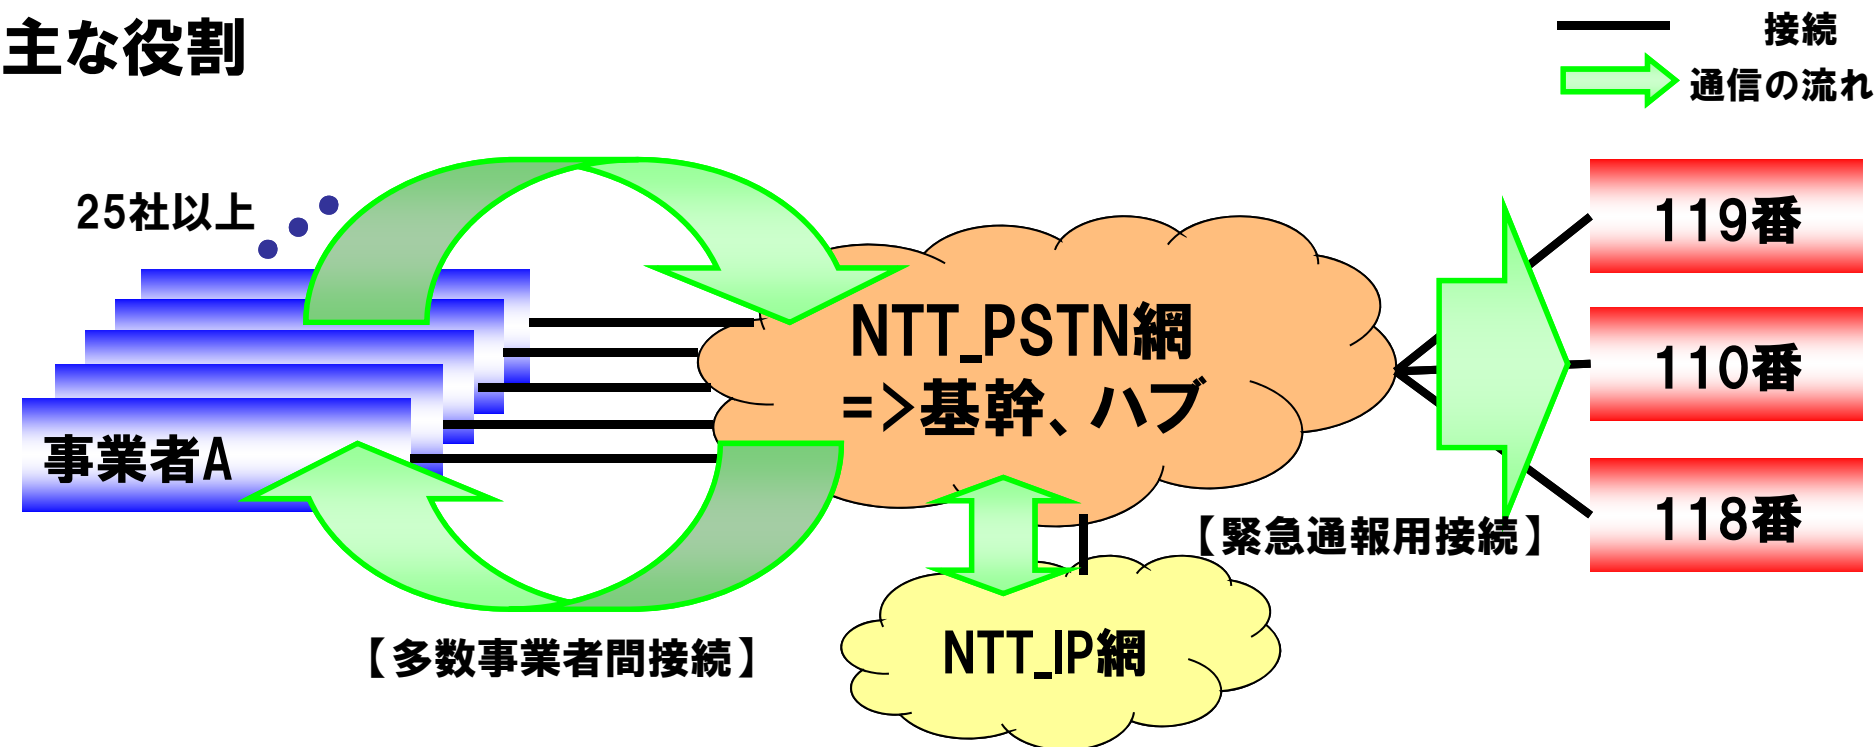 主な役割
接続
通信の流れ
25社以上
事業者A
NTT_PSTN網
=>基幹、ハブ
119番
110番
118番
【緊急通報用接続】
【多数事業者間接続】
NTT_IP網